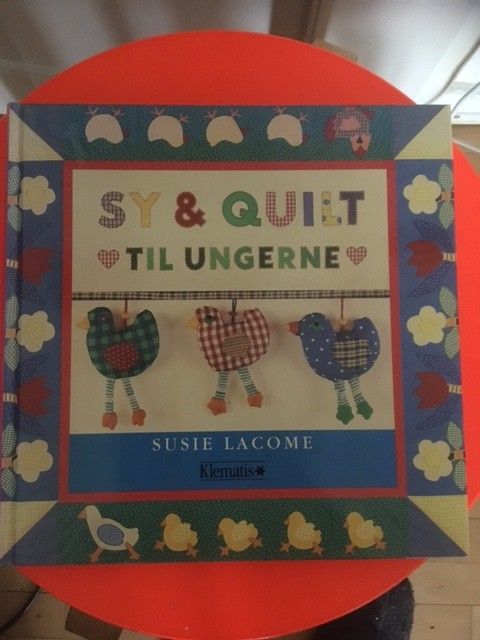 SY & QUILT
TIL UNGERNE
SUSIE LACOME
Klematis